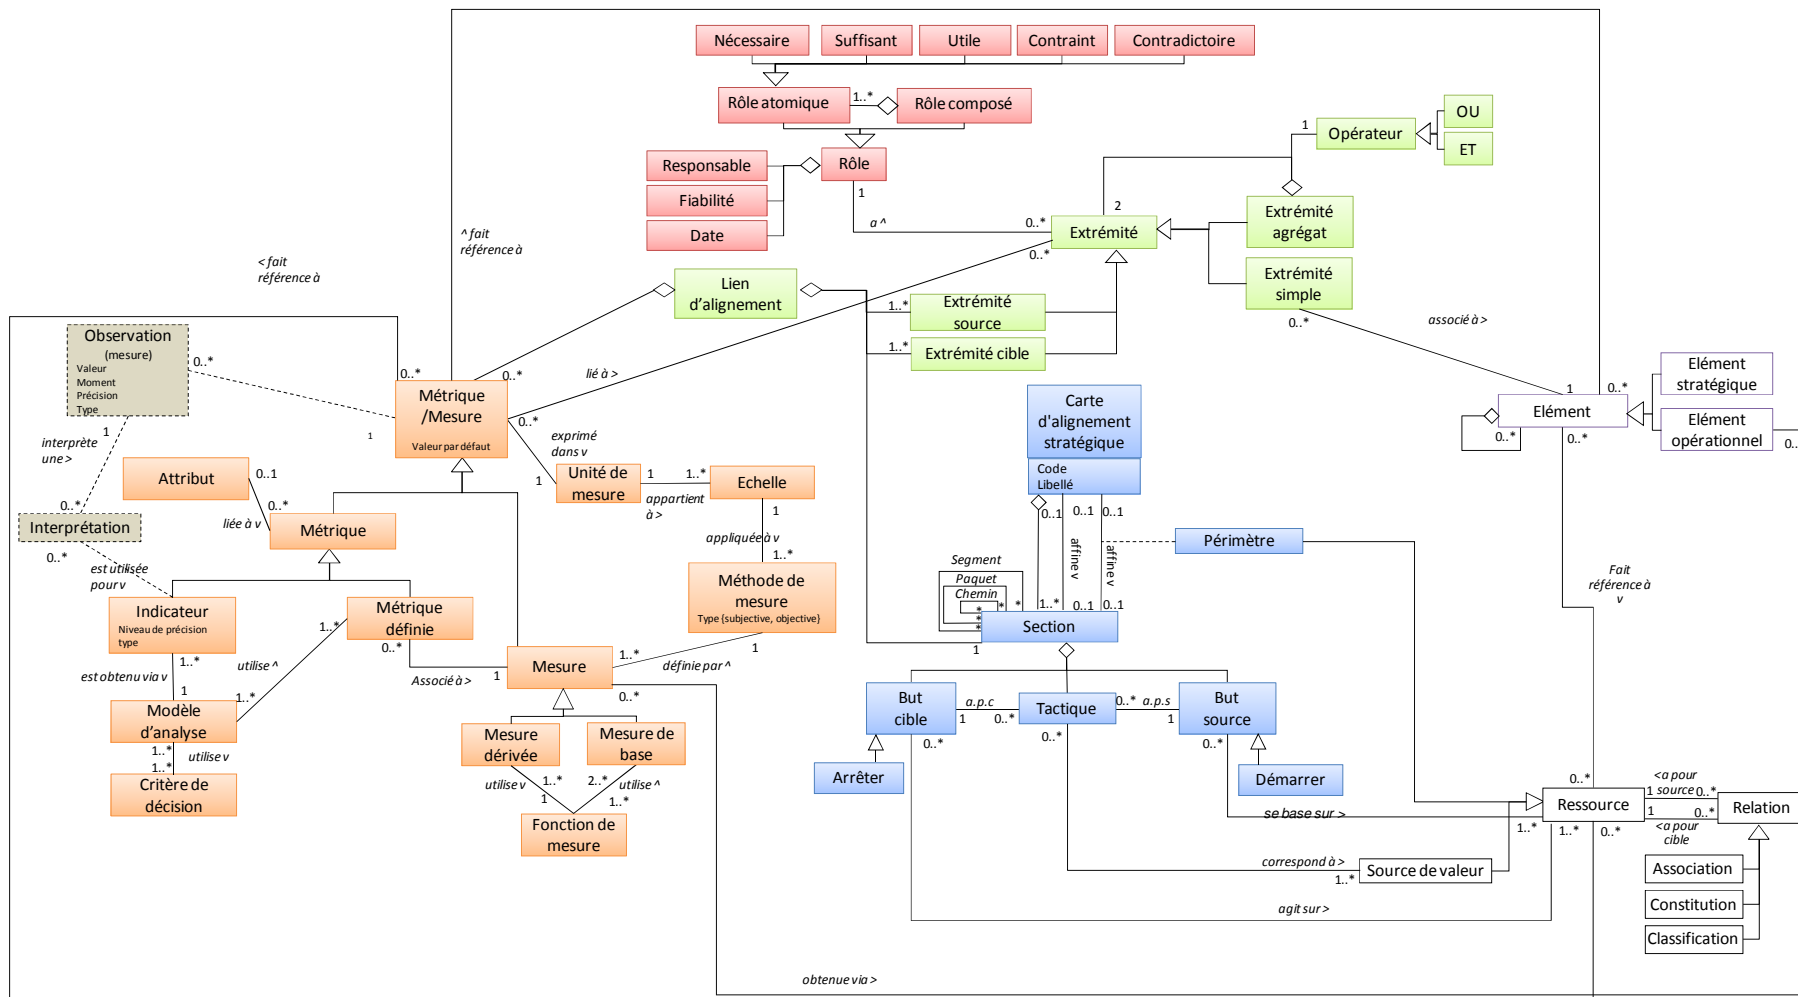 Nécessaire
Suffisant
Utile
Contraint
Contradictoire
Rôle atomique
1..*
Rôle composé
Responsable
Fiabilité
Date
Rôle
1
a ^
0..*
Extrémité
0..*
2
1
Opérateur
OU
ET
Extrémité
agrégat
Extrémité
simple
0..*
associé à >
^ fait
référence à
< fait
référence à
Lien
d'alignement
1..*
Extrémité
source
1..*
Extrémité cible
lié à >
Observation
(mesure)
Valeur
Moment
Précision
Type
0..*
0..*
0..*
Métrique
/Mesure
Valeur par défaut
0..*
1
1
interprète
une >
0..*
Interprétation
0..*
est utilisée
pour v
Attribut
0..1
0..*
liée à v
Métrique
exprimé
dans v
1
Unité de
mesure
1
1..*
appartient
à >
Echelle
1
appliquée à v
1..*
Méthode de
mesure
Type {subjective, objective}
1
définie par ^
1..*
Indicateur
Niveau de précision
type
1..*
est obtenu via v
1
Modèle
d'analyse
1..*
utilise v
1..*
Critère de
décision
utilise ^
1..*
1..*
Métrique
définie
0..*
Associé à >
1
Mesure
0..*
Mesure
dérivée
Mesure de
base
utilise v
1..*
1
2..*
utilise ^
1..*
Fonction de
mesure
obtenue via >
Carte
d'alignement
stratégique
Code
Libellé
0..1
0..1
0..1
affine v
affine v
Périmètre
Segment
Paquet
Chemin
*
*
*
*
*
*
1..*
0..1
0..1
Section
1
But
cible
a.p.c
1
0..*
Tactique
0..*
a.p.s
1
But
source
0..*
0..*
0..*
Arrêter
Démarrer
se base sur >
correspond à >
1..*
Source de valeur
agit sur >
1
0..*
Elément
0..*
0..*
Elément
stratégique
Elément
opérationnel
0..
Fait
référence à
v
0..*
Ressource
1..*
1..*
0..*
<a pour
source
1
0..*
1
0..*
<a pour
cible
Relation
Association
Constitution
Classification